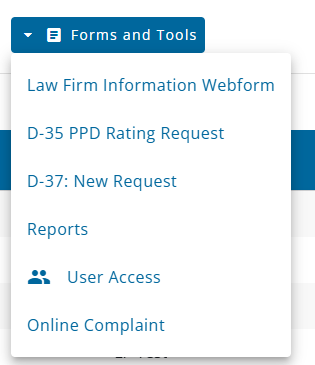 Forms and Tools
Law Firm Information Webform
D-35 PPD Rating Request
D-37: New Request
Reports
User Access
Online Complaint